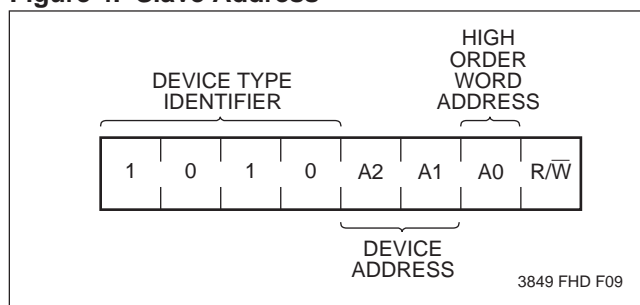 Figure 4. Slave Address
HIGH
ORDER
WORD
ADDRESS
DEVICE TYPE
IDENTIFIER
1 0 1 0 A2 A1 A0 R/W̅
DEVICE
ADDRESS
3849 FHD F09